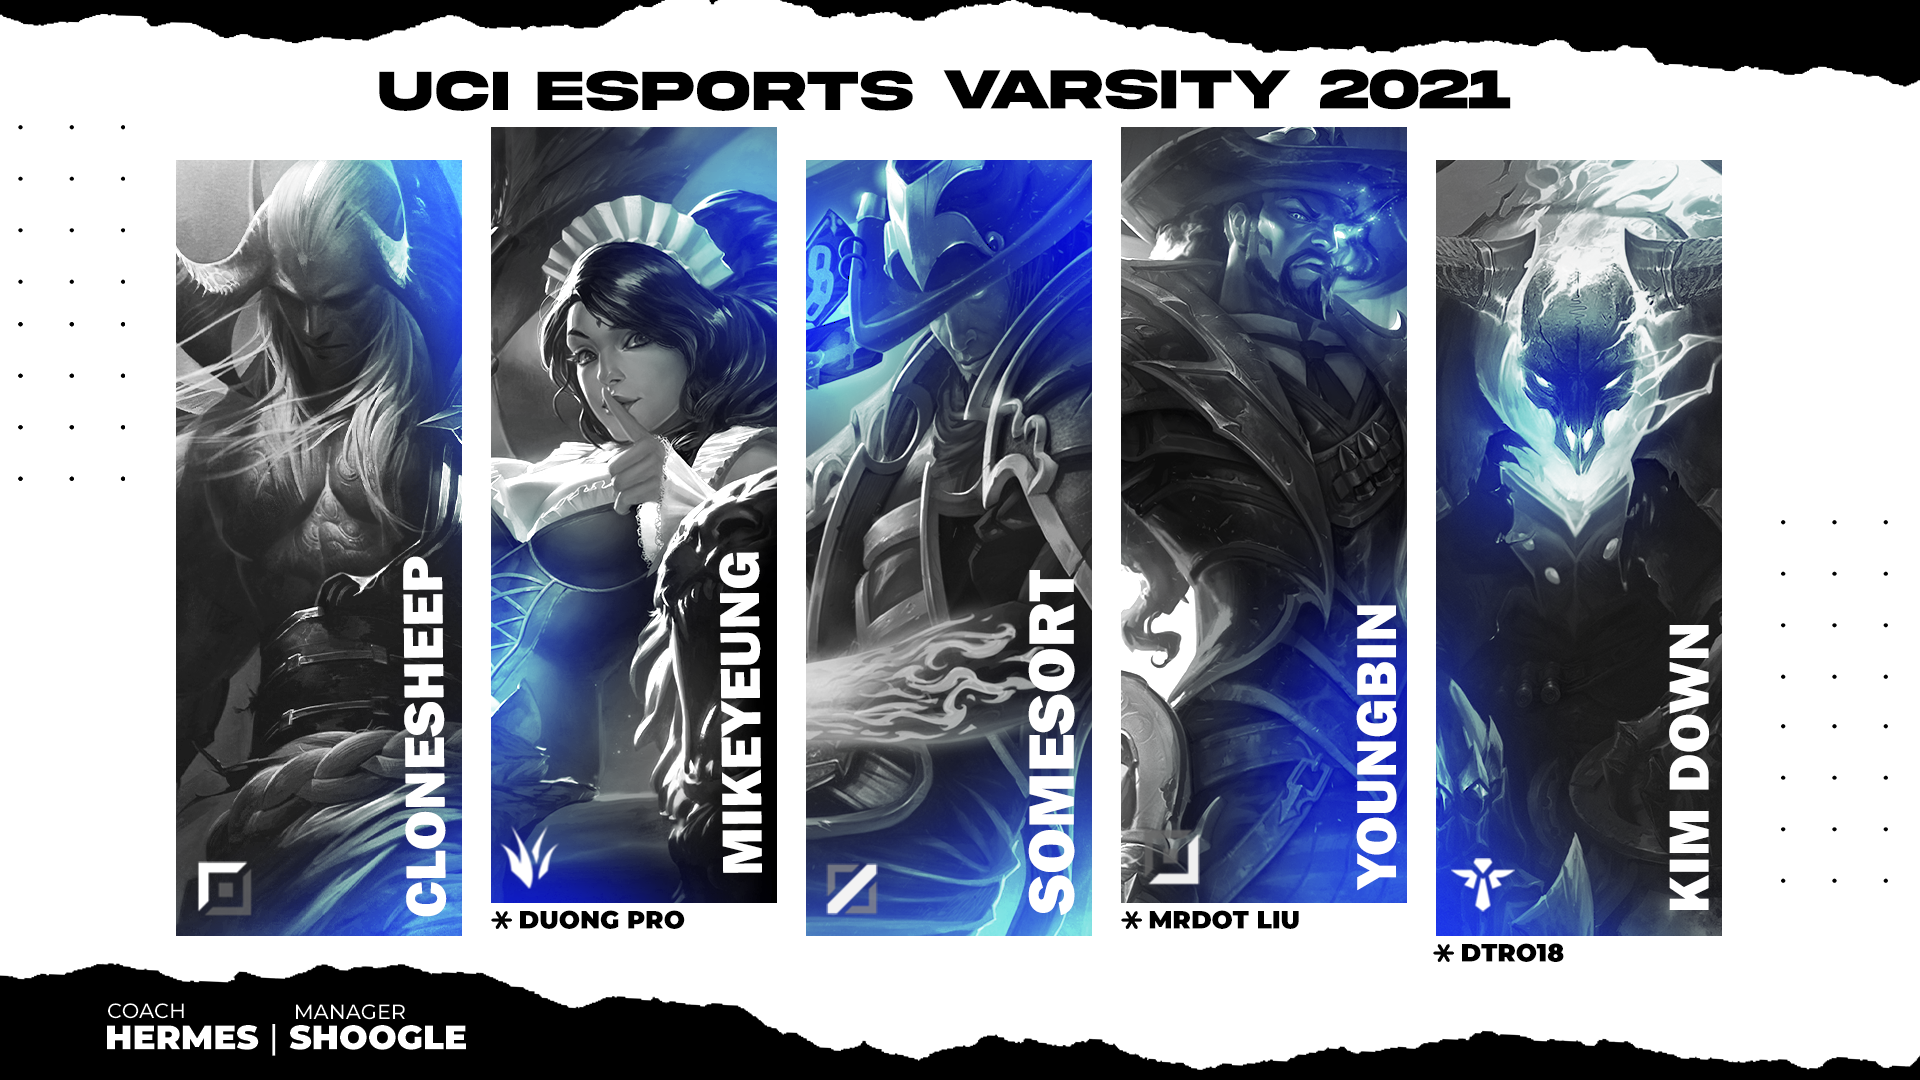 UCI ESPORTS VARSITY 2021
CLONESHEEP
MIKEYEUNG
SOMESORT
YOUNGBIN
KIM DOWN
* DUONG PRO
* MRDOT LIU
* DTRO18
COACH
HERMES |
MANAGER
SHOOGLE